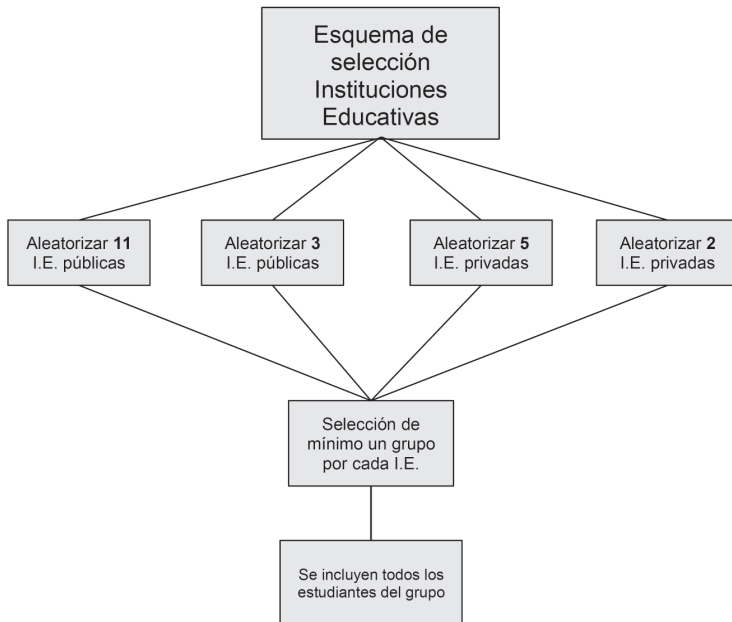 Esquema de
selección
Instituciones
Educativas
Aleatorizar 11
I.E. públicas
Aleatorizar 3
I.E. públicas
Aleatorizar 5
I.E. privadas
Aleatorizar 2
I.E. privadas
Selección de
mínimo un grupo
por cada I.E.
Se incluyen todos los
estudiantes del grupo